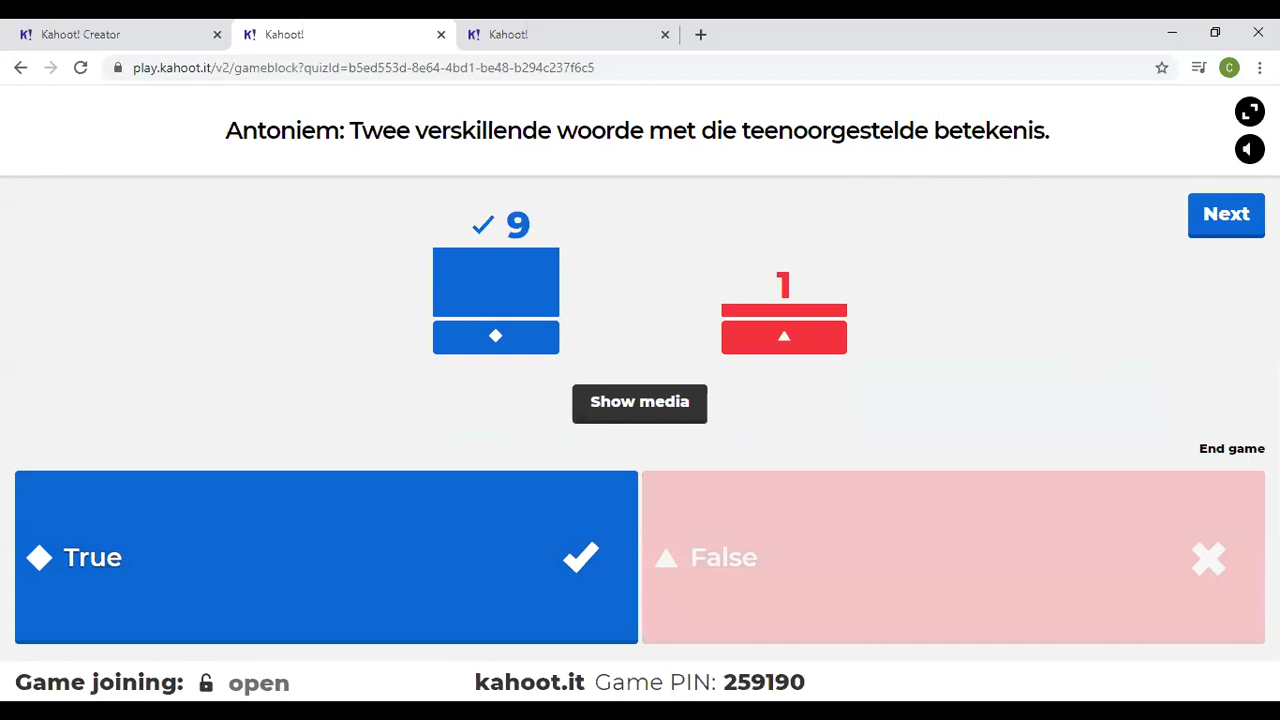 K! Kahoot! Creator
K! Kahoot!
K! Kahoot!
play.kahoot.it/v2/gameblock?quizId=b5ed553d-8e64-4bd1-be48-b294c237f6c5
C
Antoniem: Twee verskillende woorde met die teenoorgestelde betekenis.
Next
9
1
Show media
End game
True
False
Game joining: open
kahoot.it Game PIN: 259190